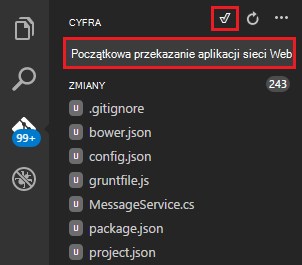 CYFRA
Początkowa przekazanie aplikacji sieci Web
ZMIANY 243
U .gitignore
99+
U bower.json
U config.json
U gruntfile.js
U MessageService.cs
U package.json
U project.json